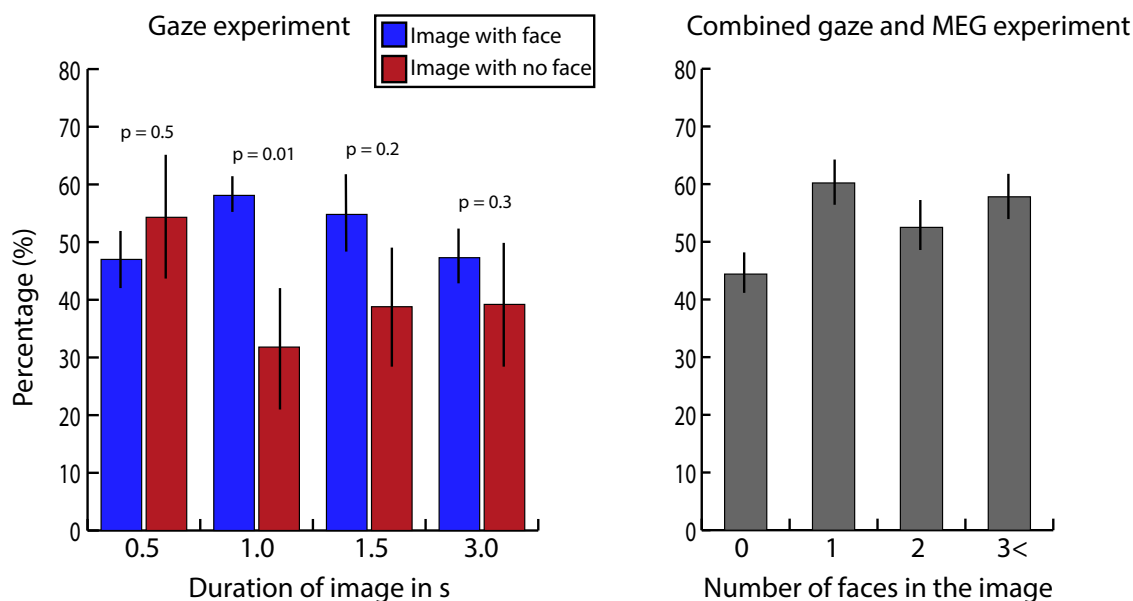 Gaze experiment
Image with face
Image with no face
Combined gaze and MEG experiment
Percentage (%)
80
70
60
50
40
30
20
10
0
p = 0.5
p = 0.01
p = 0.2
p = 0.3
0.5 1.0 1.5 3.0
Duration of image in s
80
70
60
50
40
30
20
10
0
0 1 2 3<
Number of faces in the image